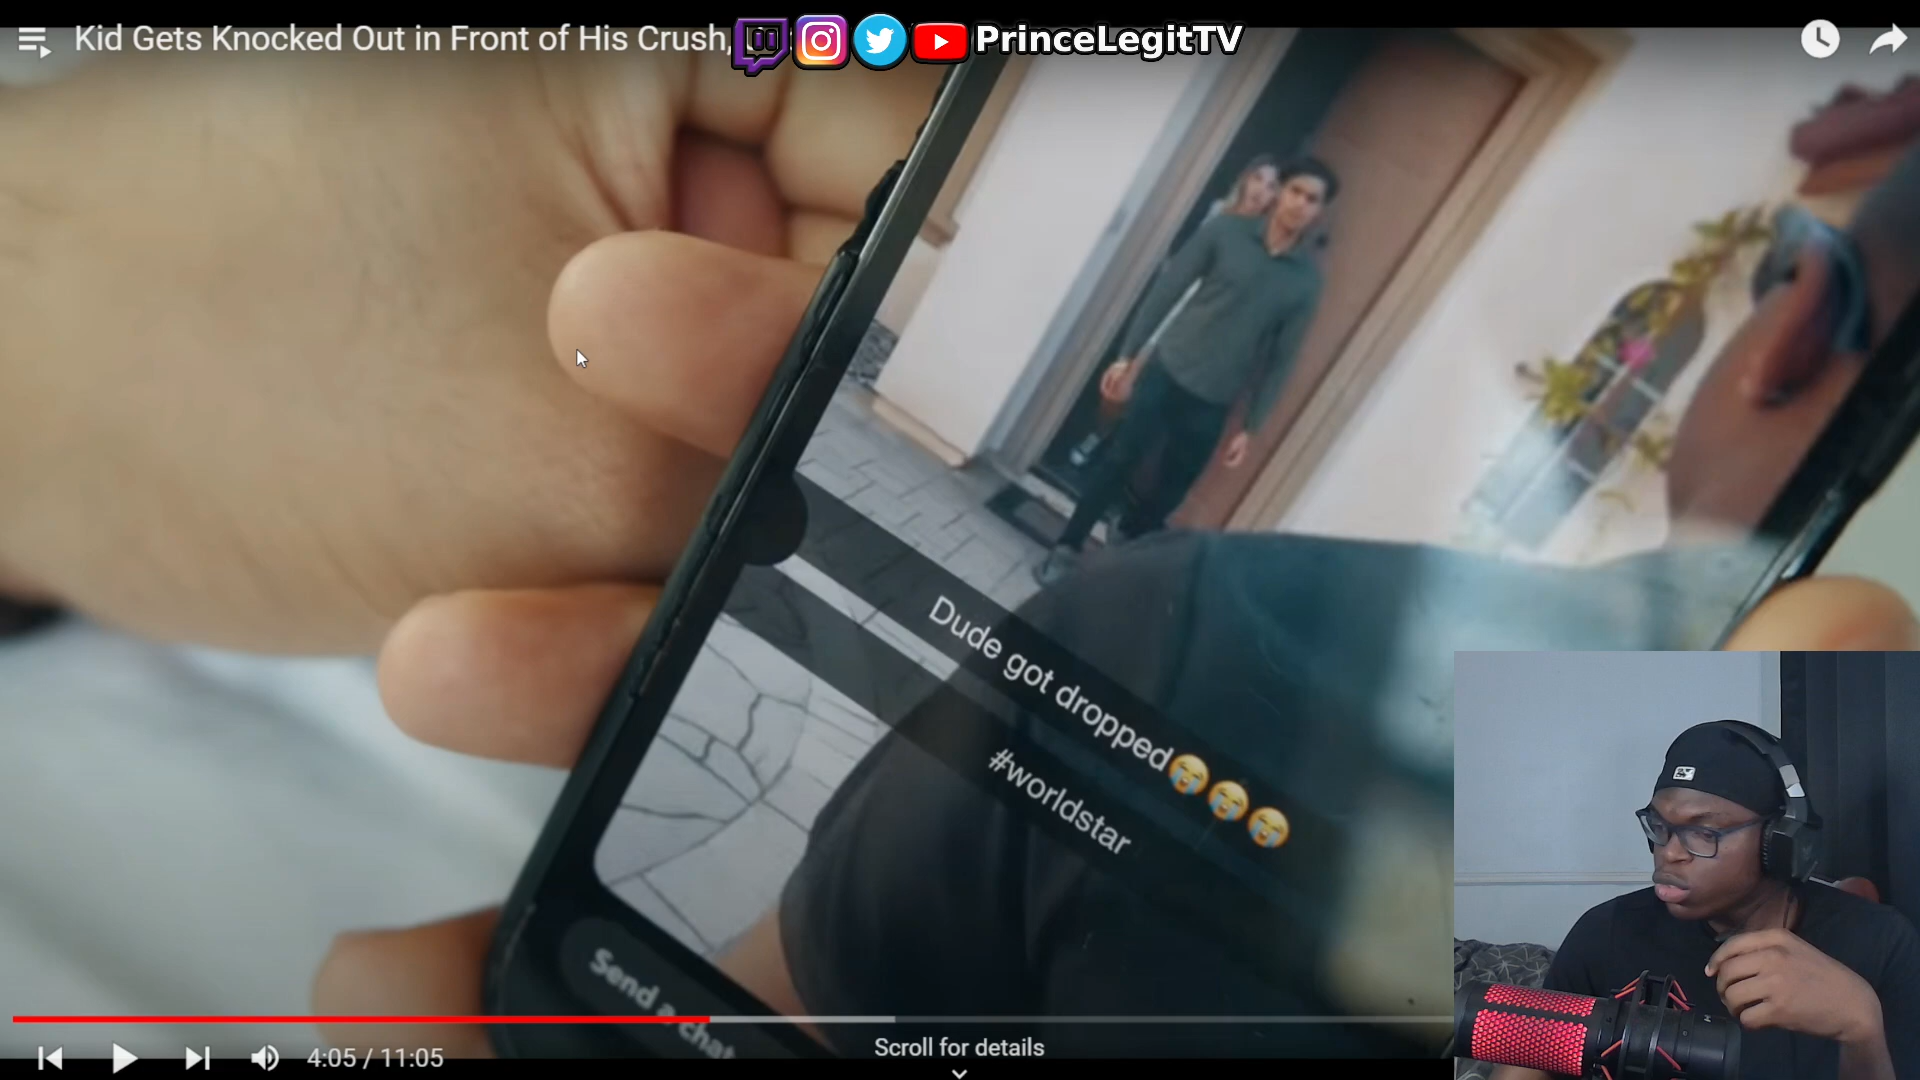 Kid Gets Knocked Out in Front of His Crush,
PrinceLegitTV
Dude got dropped😭😭😭
#worldstar
Send a chat
4:05 / 11:05
Scroll for details